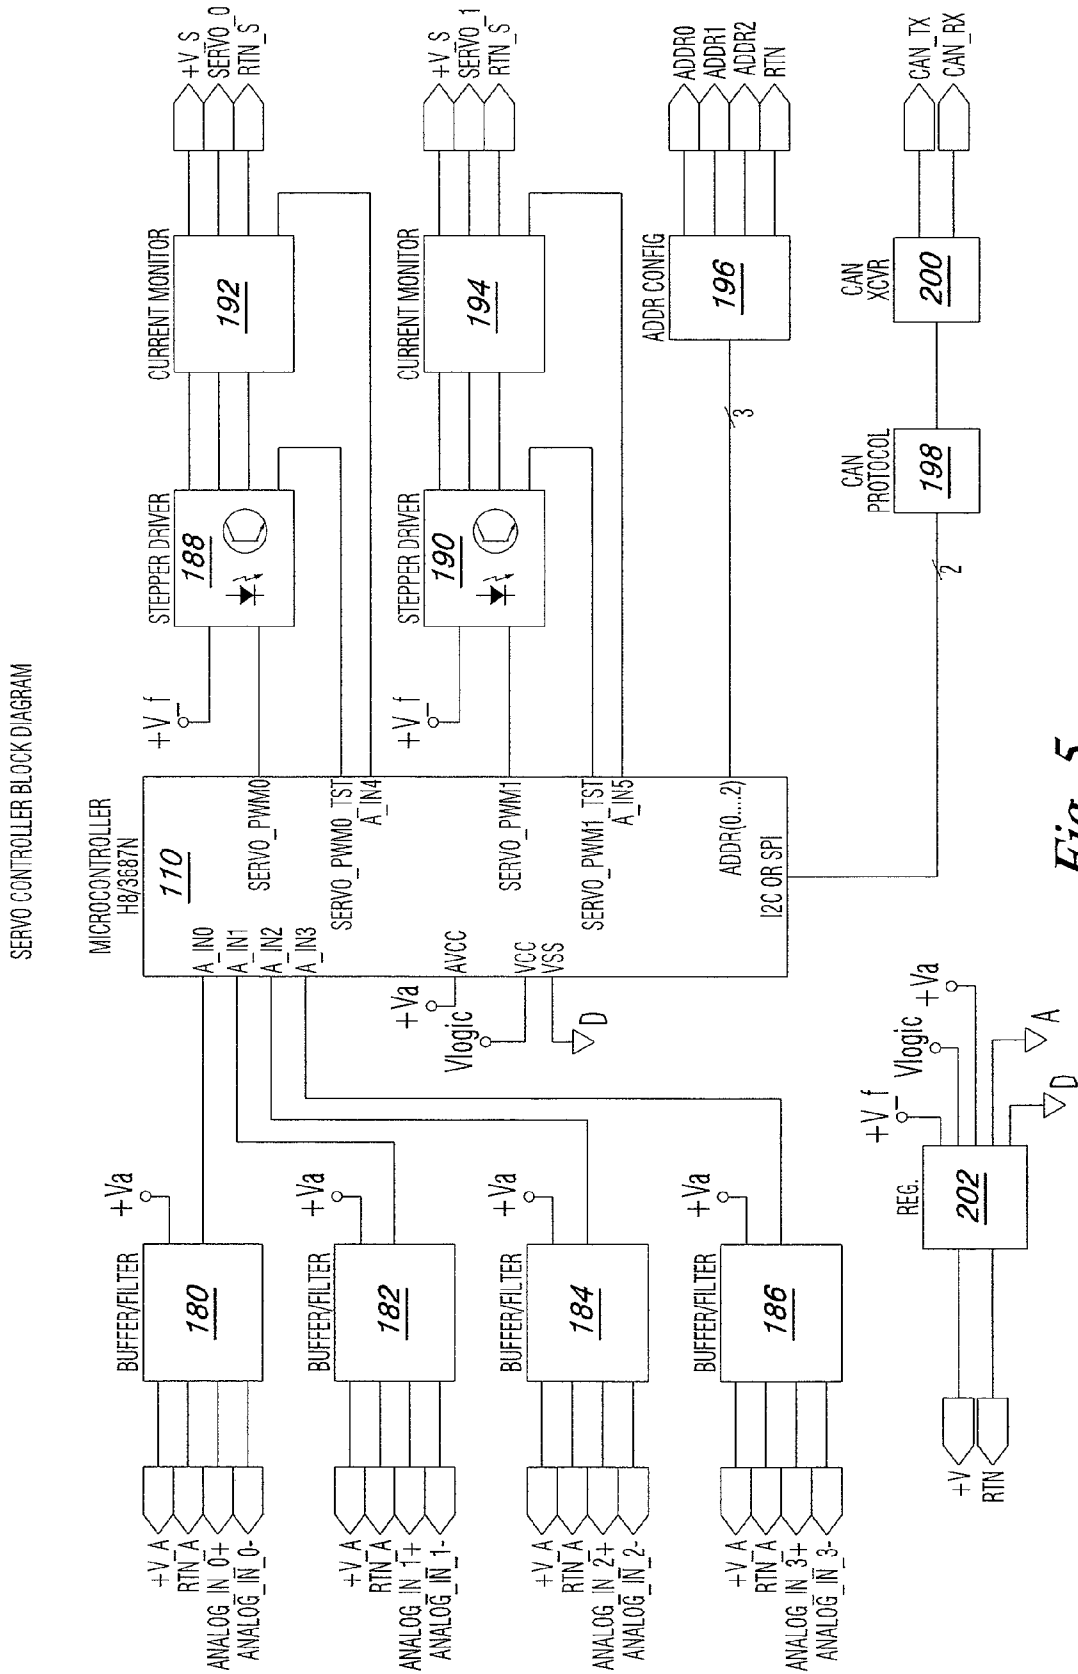 SERVO CONTROLLER BLOCK DIAGRAM
MICROCONTROLLER
H8/3687N
110
A_IN0
A_IN1
A_IN2
A_IN3
AVCC
VCC
VSS
SERVO_PWM0
SERVO_PWM0_TST
A_IN4
SERVO_PWM1
SERVO_PWM1_TST
A_IN5
ADDR(0....2)
I2C OR SPI
+Va
Vlogic
D
+V_A
RTN_A
ANALOG_IN_0+
ANALOG_IN_0-
BUFFER/FILTER
180
+Va
+V_A
RTN_A
ANALOG_IN_1+
ANALOG_IN_1-
BUFFER/FILTER
182
+Va
+V_A
RTN_A
ANALOG_IN_2+
ANALOG_IN_2-
BUFFER/FILTER
184
+Va
+V_A
RTN_A
ANALOG_IN_3+
ANALOG_IN_3-
BUFFER/FILTER
186
+Va
+V_f
STEPPER DRIVER
188
CURRENT MONITOR
192
+V_S
SERVO_0
RTN_S
+V_f
STEPPER DRIVER
190
CURRENT MONITOR
194
+V_S
SERVO_1
RTN_S
3
ADDR CONFIG
196
ADDR0
ADDR1
ADDR2
RTN
2
CAN
PROTOCOL
198
CAN
XCVR
200
CAN_TX
CAN_RX
+V
RTN
REG.
202
+V_f
Vlogic
+Va
A
D
Fig. 5